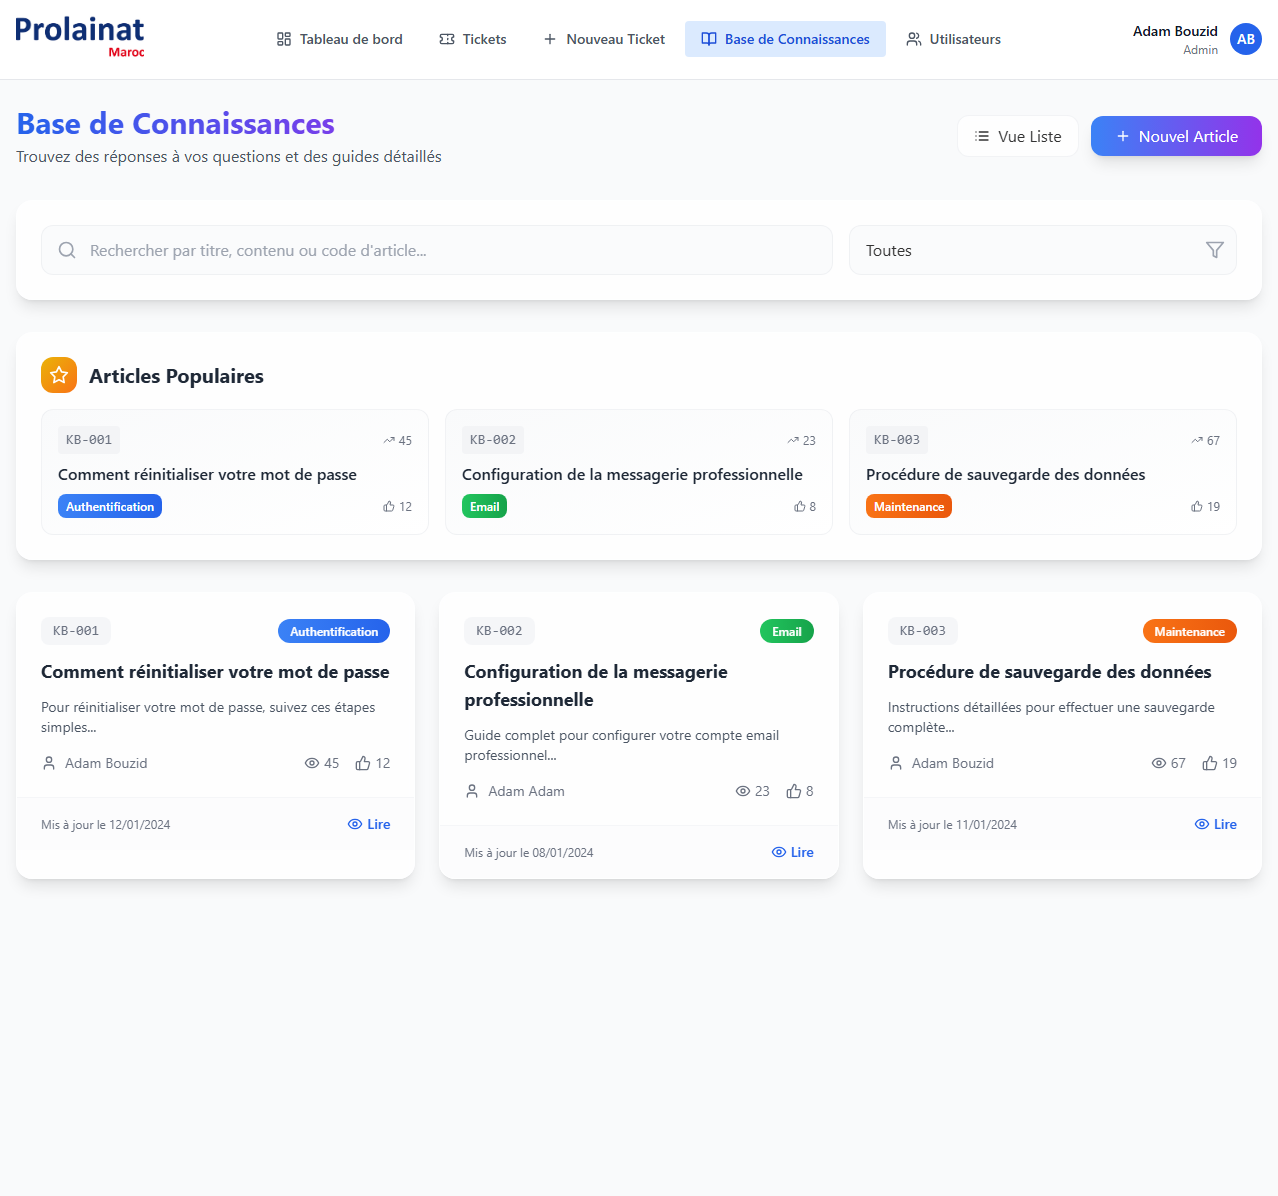 Prolainat
Maroc
Tableau de bord
Tickets
Nouveau Ticket
Base de Connaissances
Utilisateurs
Adam Bouzid
Admin
AB
Base de Connaissances
Trouvez des réponses à vos questions et des guides détaillés
Vue Liste
Nouvel Article
Rechercher par titre, contenu ou code d'article...
Toutes
Articles Populaires
KB-001
45
Comment réinitialiser votre mot de passe
Authentification
12
KB-002
23
Configuration de la messagerie professionnelle
Email
8
KB-003
67
Procédure de sauvegarde des données
Maintenance
19
KB-001
Authentification
Comment réinitialiser votre mot de passe
Pour réinitialiser votre mot de passe, suivez ces étapes
simples...
Adam Bouzid
45
12
Mis à jour le 12/01/2024
Lire
KB-002
Email
Configuration de la messagerie
professionnelle
Guide complet pour configurer votre compte email
professionnel...
Adam Adam
23
8
Mis à jour le 08/01/2024
Lire
KB-003
Maintenance
Procédure de sauvegarde des données
Instructions détaillées pour effectuer une sauvegarde
complète...
Adam Bouzid
67
19
Mis à jour le 11/01/2024
Lire